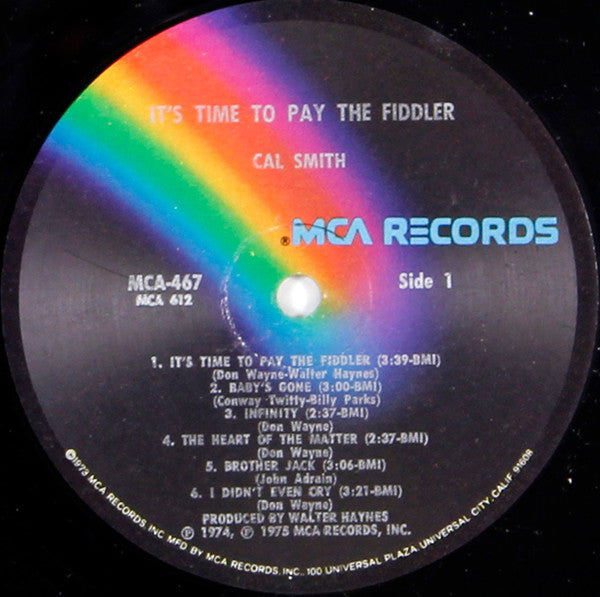 IT'S TIME TO PAY THE FIDDLER
CAL SMITH
®MCA RECORDS
MCA-467
MCA 612
Side 1
1. IT'S TIME TO PAY THE FIDDLER (3:39-BMI)
(Don Wayne-Walter Haynes)
2. BABY'S GONE (3:00-BMI)
(Conway Twitty-Billy Parks)
3. INFINITY (2:37-BMI)
(Don Wayne)
4. THE HEART OF THE MATTER (2:37-BMI)
(Don Wayne)
5. BROTHER JACK (3:06-BMI)
(John Adrain)
6. I DIDN'T EVEN CRY (3:21-BMI)
(Don Wayne)
PRODUCED BY WALTER HAYNES
Ⓟ 1974, Ⓟ 1975 MCA RECORDS, INC.
©1973 MCA RECORDS INC MFD BY MCA RECORDS, INC., 100 UNIVERSAL PLAZA, UNIVERSAL CITY, CALIF. 91608